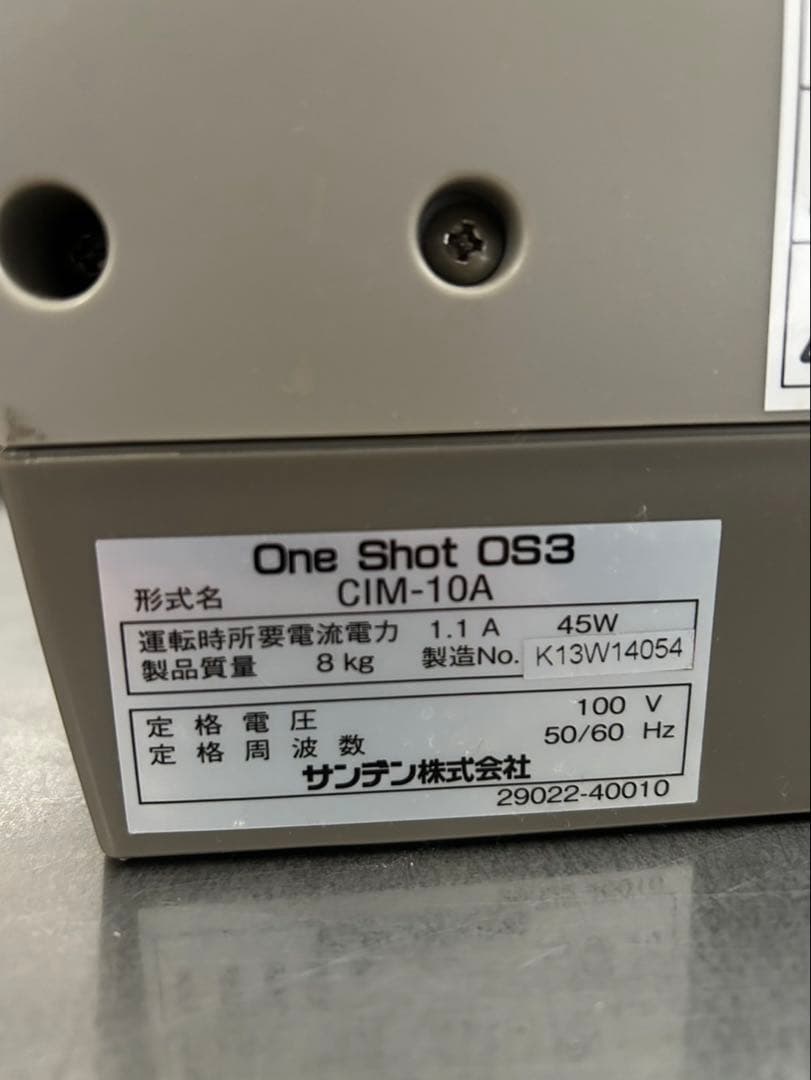 One Shot OS3
形式名 CIM-10A
運転時所要電流電力 1.1 A 45W
製品質量 8 kg 製造No. K13W14054
定格電圧 100 V
定格周波数 50/60 Hz
サンデン株式会社
29022-40010